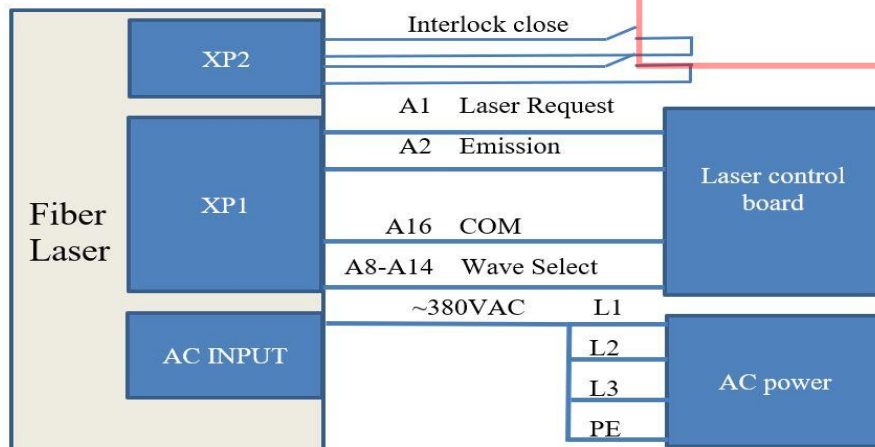 Interlock close
XP2
A1 Laser Request
A2 Emission
XP1
Laser control
board
Fiber
Laser
A16 COM
A8-A14 Wave Select
~380VAC L1
AC INPUT
L2
AC power
L3
PE